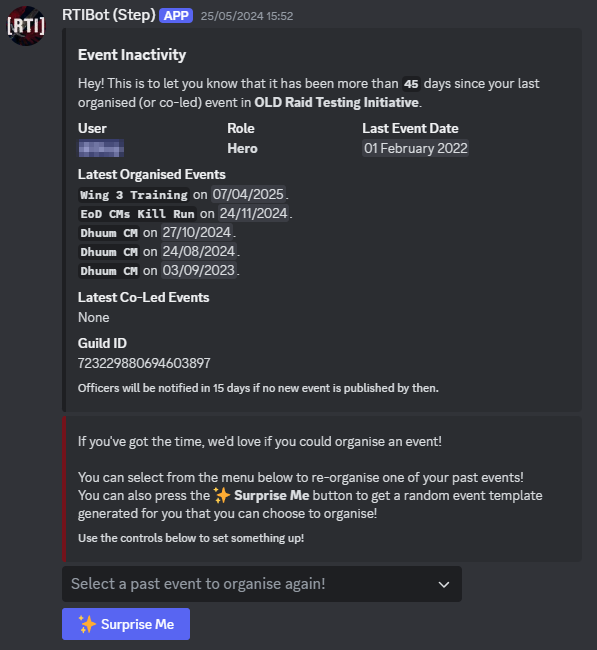 [RTI]
RTIBot (Step) APP 25/05/2024 15:52
Event Inactivity
Hey! This is to let you know that it has been more than 45 days since your last
organised (or co-led) event in OLD Raid Testing Initiative.
User Role Last Event Date
Hero 01 February 2022
Latest Organised Events
Wing 3 Training on 07/04/2025.
EoD CMs Kill Run on 24/11/2024.
Dhuum CM on 27/10/2024.
Dhuum CM on 24/08/2024.
Dhuum CM on 03/09/2023.
Latest Co-Led Events
None
Guild ID
723229880694603897
Officers will be notified in 15 days if no new event is published by then.
If you've got the time, we'd love if you could organise an event!
You can select from the menu below to re-organise one of your past events!
You can also press the ✨ Surprise Me button to get a random event template
generated for you that you can choose to organise!
Use the controls below to set something up!
Select a past event to organise again!
✨ Surprise Me